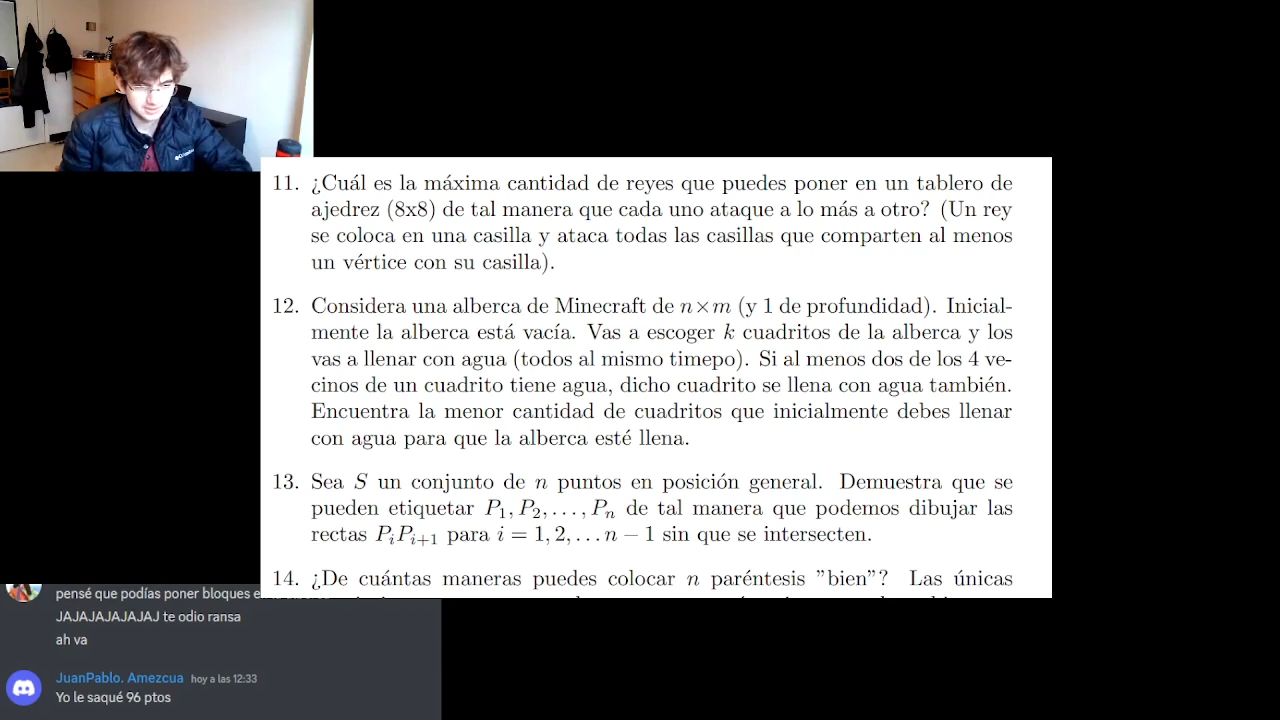 11. ¿Cuál es la máxima cantidad de reyes que puedes poner en un tablero de
ajedrez (8x8) de tal manera que cada uno ataque a lo más a otro? (Un rey
se coloca en una casilla y ataca todas las casillas que comparten al menos
un vértice con su casilla).
12. Considera una alberca de Minecraft de n×m (y 1 de profundidad). Inicial-
mente la alberca está vacía. Vas a escoger k cuadritos de la alberca y los
vas a llenar con agua (todos al mismo timepo). Si al menos dos de los 4 ve-
cinos de un cuadrito tiene agua, dicho cuadrito se llena con agua también.
Encuentra la menor cantidad de cuadritos que inicialmente debes llenar
con agua para que la alberca esté llena.
13. Sea S un conjunto de n puntos en posición general. Demuestra que se
pueden etiquetar P1, P2, . . . , Pn de tal manera que podemos dibujar las
rectas PiPi+1 para i = 1, 2, . . . n − 1 sin que se intersecten.
14. ¿De cuántas maneras puedes colocar n paréntesis ”bien”? Las únicas
pensé que podías poner bloques e
JAJAJAJAJAJAJ te odio ransa
ah va
JuanPablo. Amezcua hoy a las 12:33
Yo le saqué 96 ptos